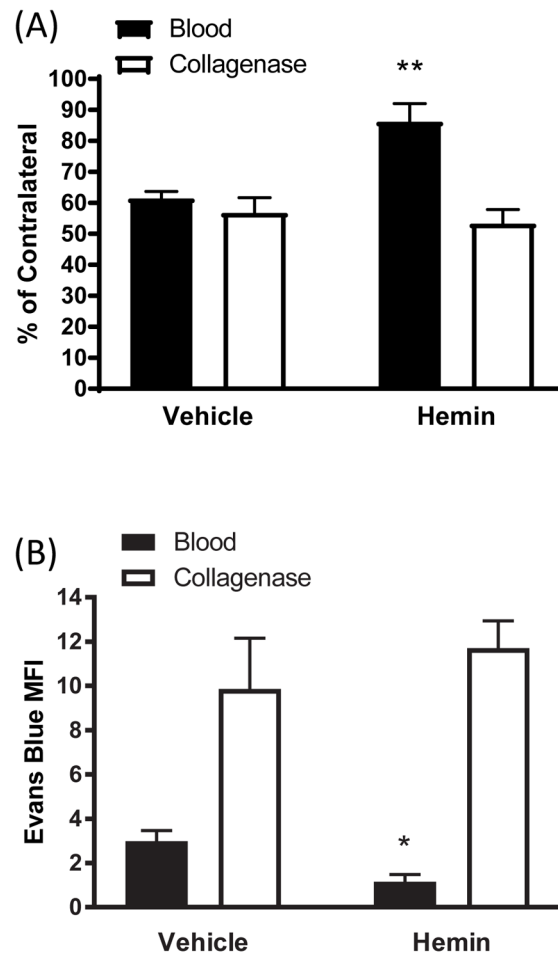 (A)
Blood
Collagenase
**
100
90
80
70
60
50
40
30
20
10
0
% of Contralateral
Vehicle Hemin
(B)
Blood
Collagenase
14
12
10
8
6
4
2
0
Evans Blue MFI
*
Vehicle Hemin